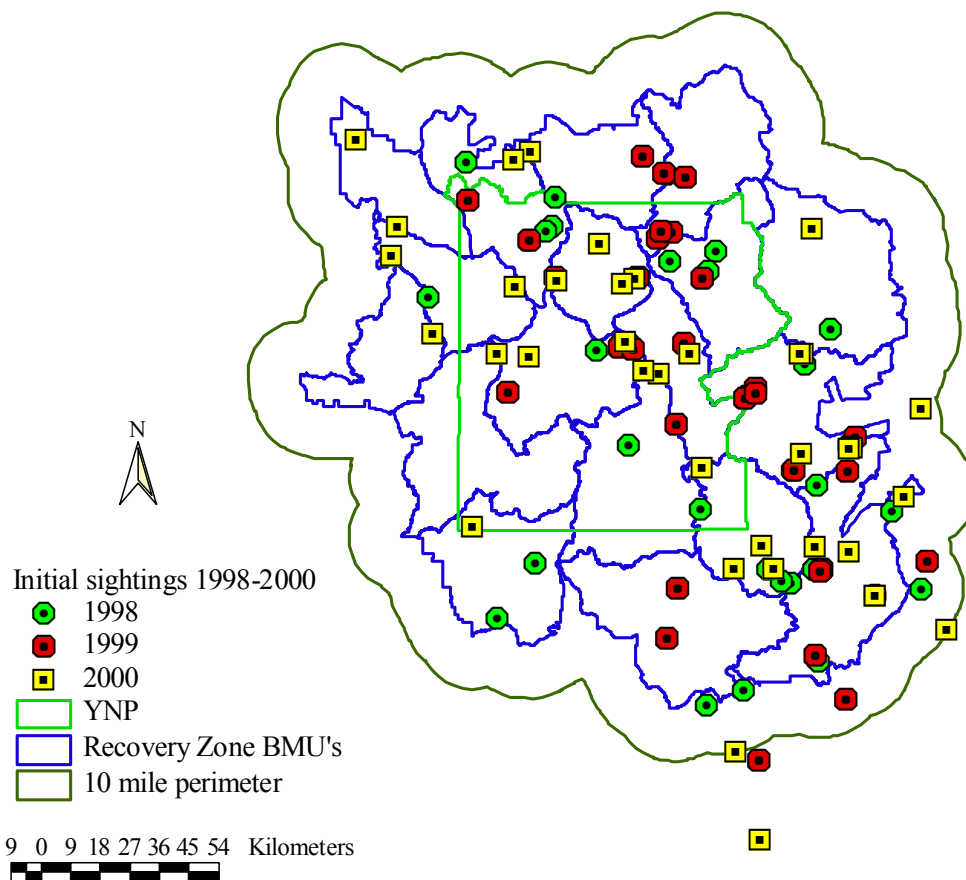 N
Initial sightings 1998-2000
1998
1999
2000
YNP
Recovery Zone BMU's
10 mile perimeter
9 0 9 18 27 36 45 54 Kilometers